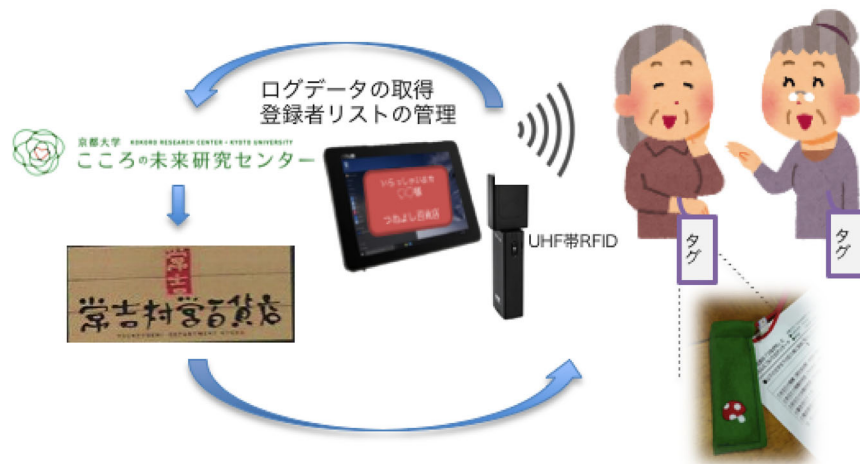 ログデータの取得
登録者リストの管理
京都大学 KOKORO RESEARCH CENTER・KYOTO UNIVERSITY
こころの未来研究センター
いらっしゃいませ
○○様
つねよし百貨店
UHF帯RFID
タグ
タグ
常吉
常吉村営百貨店